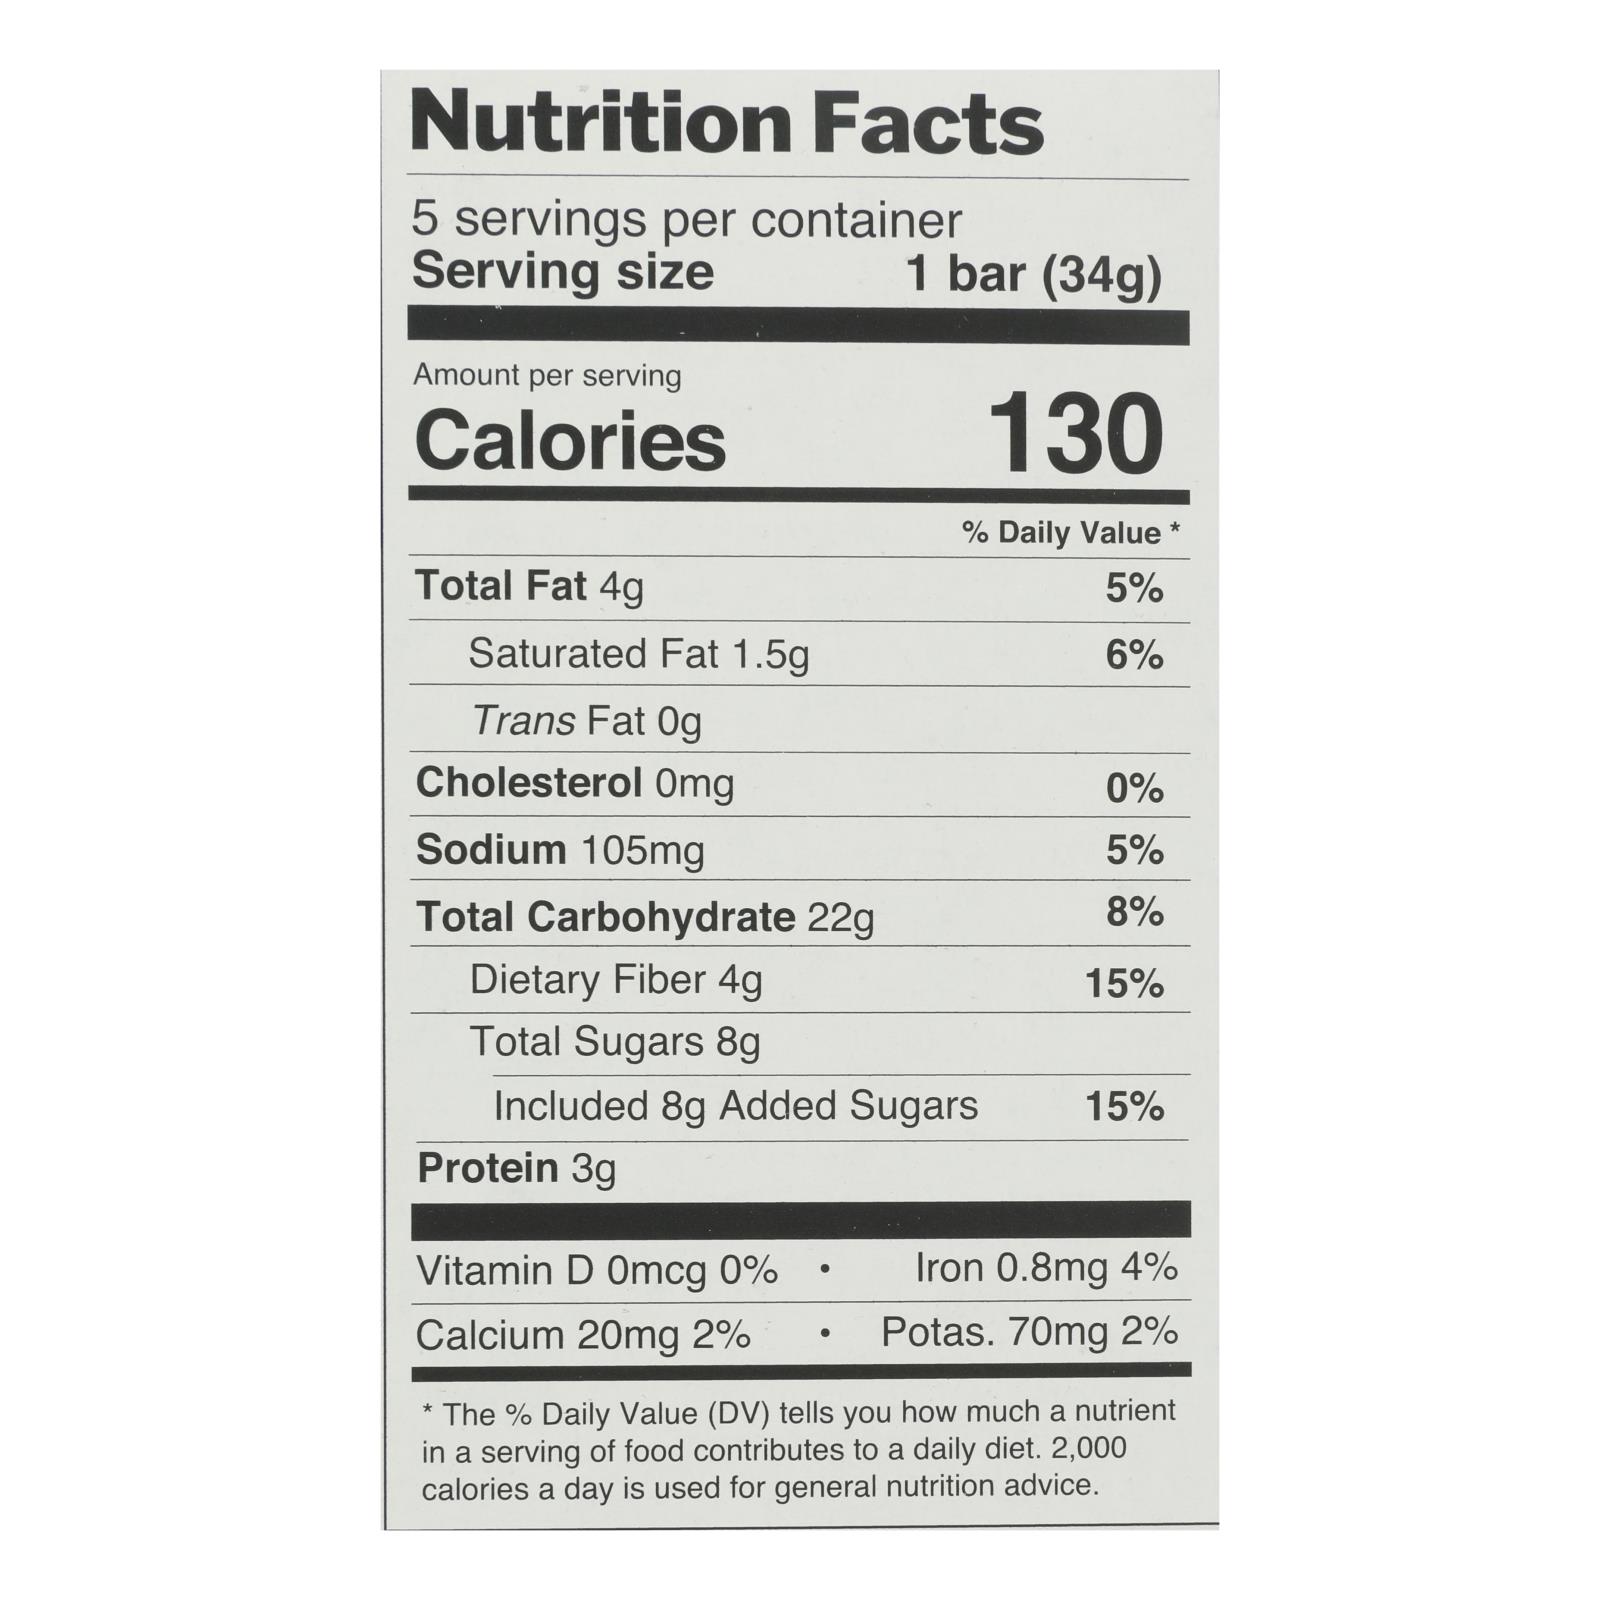 Nutrition Facts
5 servings per container
Serving size 1 bar (34g)
Amount per serving
Calories 130
% Daily Value *
Total Fat 4g 5%
Saturated Fat 1.5g 6%
Trans Fat 0g
Cholesterol 0mg 0%
Sodium 105mg 5%
Total Carbohydrate 22g 8%
Dietary Fiber 4g 15%
Total Sugars 8g
Included 8g Added Sugars 15%
Protein 3g
Vitamin D 0mcg 0% • Iron 0.8mg 4%
Calcium 20mg 2% • Potas. 70mg 2%
* The % Daily Value (DV) tells you how much a nutrient
in a serving of food contributes to a daily diet. 2,000
calories a day is used for general nutrition advice.